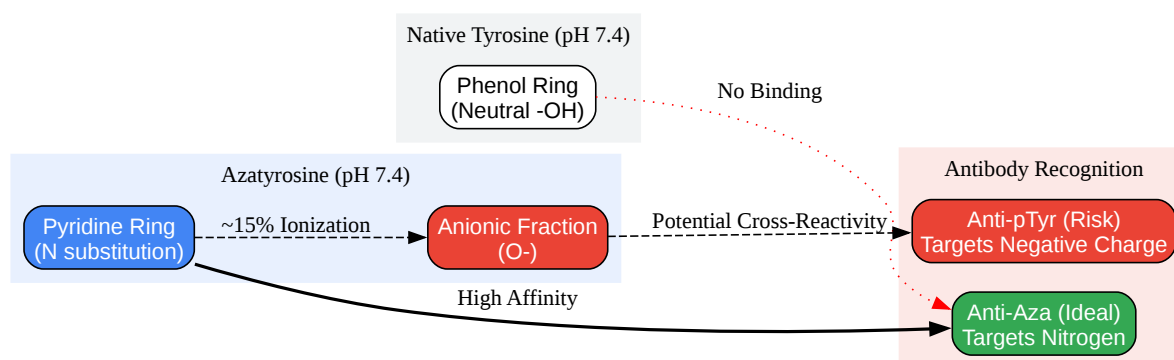 Native Tyrosine (pH 7.4)
Phenol Ring
(Neutral -OH)
No Binding
Azatyrosine (pH 7.4)
Pyridine Ring
(N substitution)
~15% Ionization
Anionic Fraction
(O-)
Potential Cross-Reactivity
High Affinity
Antibody Recognition
Anti-pTyr (Risk)
Targets Negative Charge
Anti-Aza (Ideal)
Targets Nitrogen